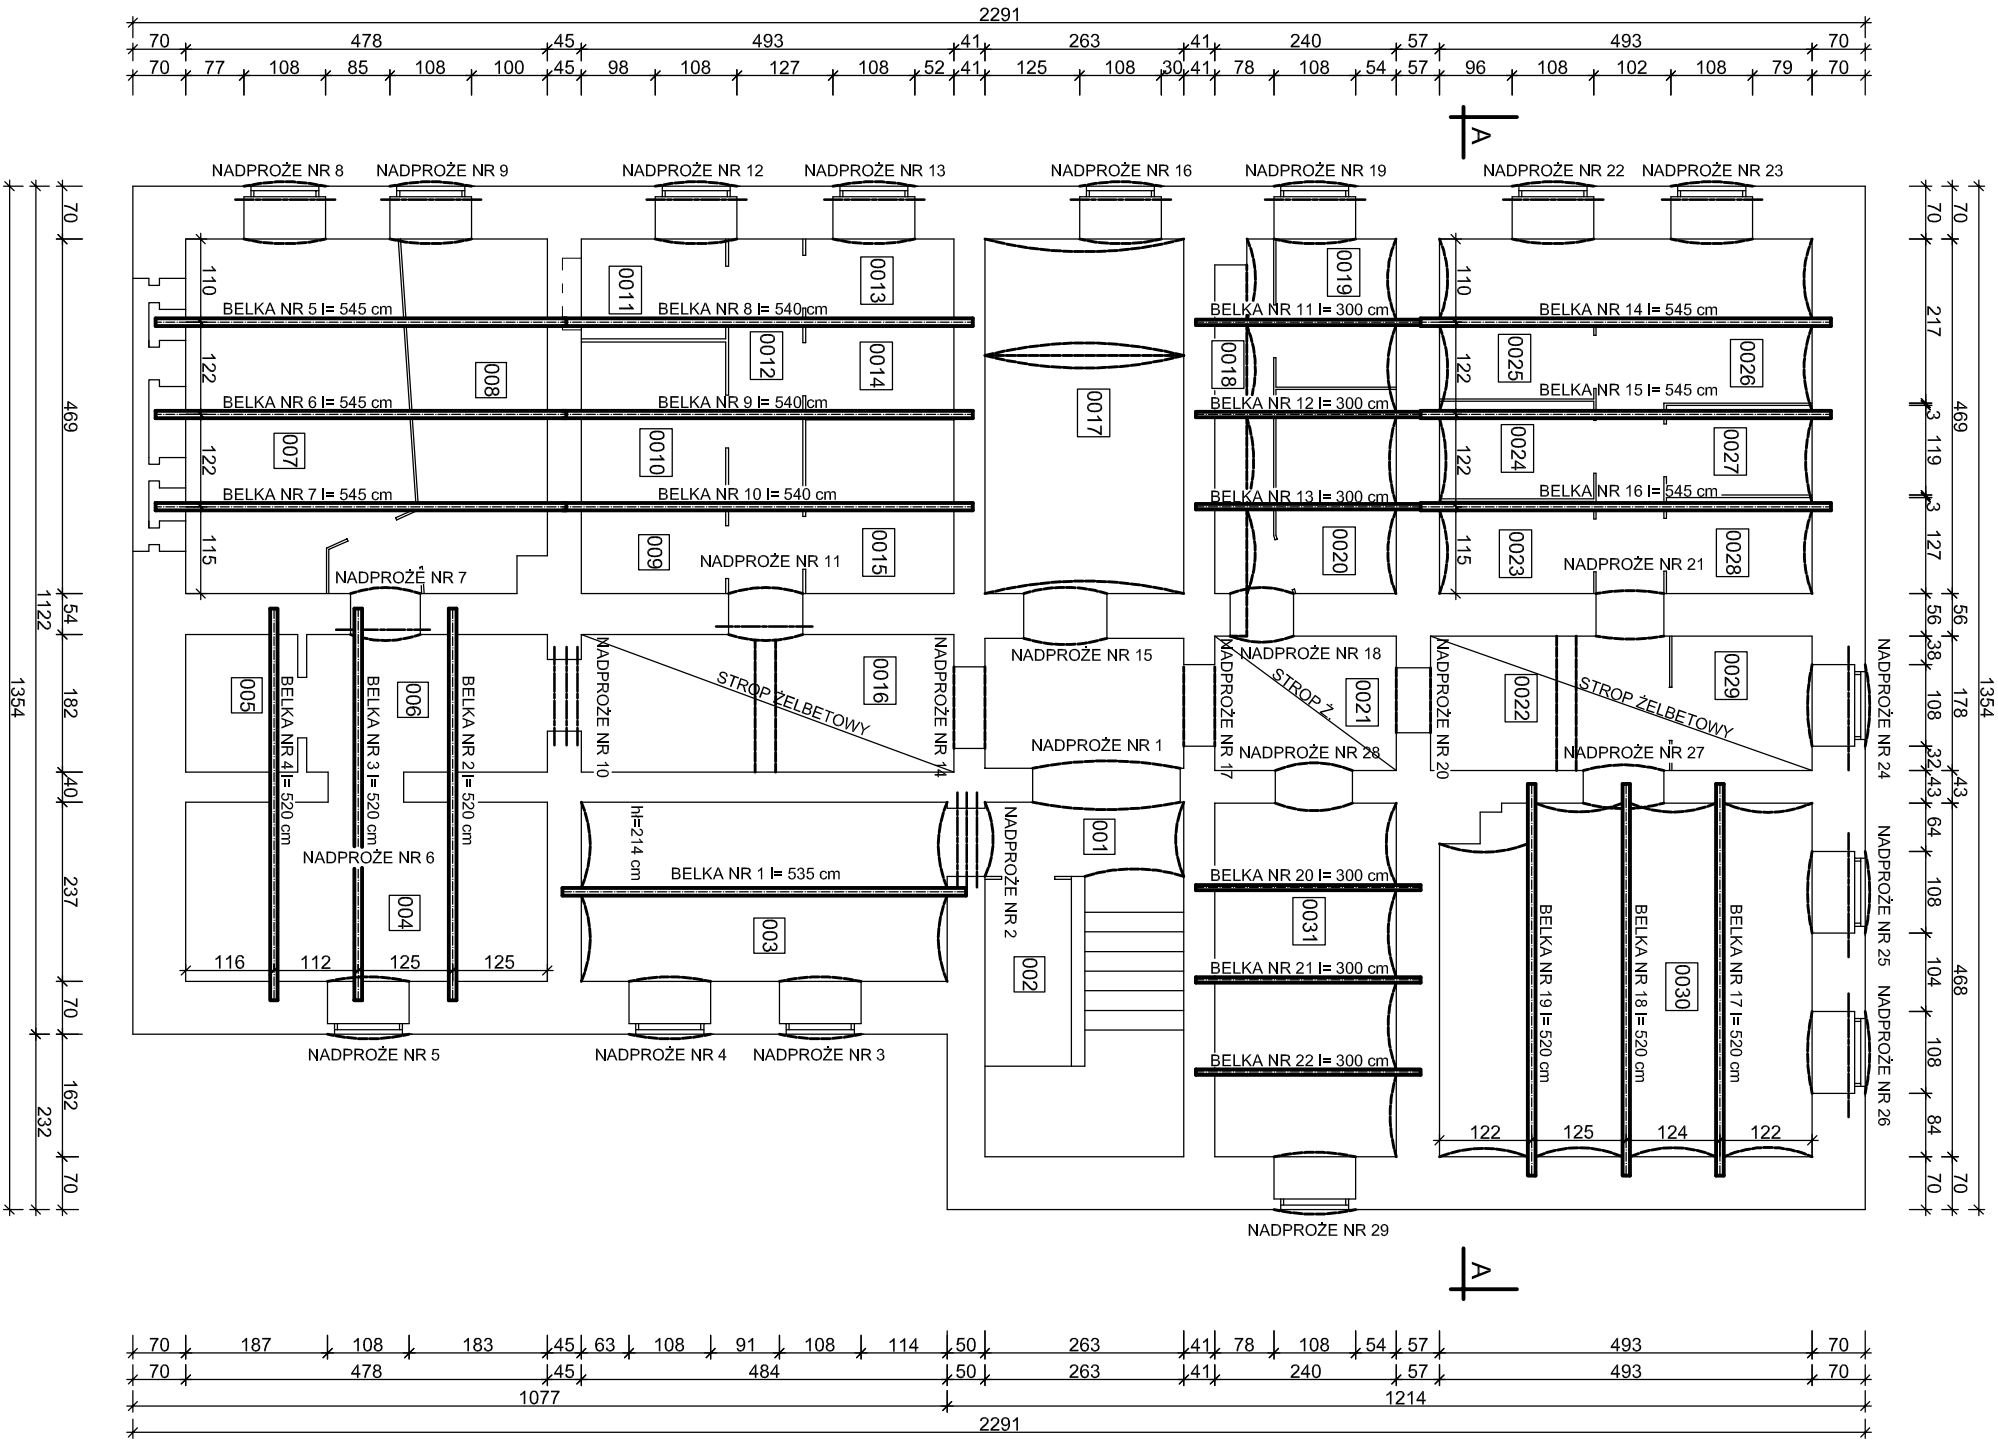 2291
70 478 45 493 41 263 41 240 57 493 70
70 77 108 85 108 100 45 98 108 127 108 52 41 125 108 30 41 78 108 54 57 96 108 102 108 79 70
A
NADPROŻE NR 8 NADPROŻE NR 9 NADPROŻE NR 12 NADPROŻE NR 13 NADPROŻE NR 16 NADPROŻE NR 19 NADPROŻE NR 22 NADPROŻE NR 23
110 0011 0013 0019 110
BELKA NR 5 l= 545 cm BELKA NR 8 l= 540 cm BELKA NR 11 l= 300 cm BELKA NR 14 l= 545 cm
122 008 0012 0014 0017 0018 122 0025 0026
BELKA NR 15 l= 545 cm
BELKA NR 6 l= 545 cm BELKA NR 9 l= 540 cm BELKA NR 12 l= 300 cm
122 007 0010 122 0024 0027
BELKA NR 7 l= 545 cm BELKA NR 10 l= 540 cm BELKA NR 13 l= 300 cm BELKA NR 16 l= 545 cm
115 009 0015 0020 115 0023 0028
NADPROŻE NR 7 NADPROŻE NR 11 NADPROŻE NR 21
NADPROŻE NR 15 NADPROŻE NR 18
005 006 0016 0021 0022 0029
BELKA NR 4 l= 520 cm
BELKA NR 3 l= 520 cm
BELKA NR 2 l= 520 cm
NADPROŻE NR 10
STROP ŻELBETOWY
NADPROŻE NR 14
NADPROŻE NR 17
STROP Ż.
NADPROŻE NR 20
STROP ŻELBETOWY
NADPROŻE NR 24
NADPROŻE NR 1 NADPROŻE NR 28 NADPROŻE NR 27
hł=214 cm
NADPROŻE NR 2
001
NADPROŻE NR 6
BELKA NR 1 l= 535 cm BELKA NR 20 l= 300 cm
004 003 002 0031 0030
BELKA NR 19 l= 520 cm
BELKA NR 18 l= 520 cm
BELKA NR 17 l= 520 cm
NADPROŻE NR 25
NADPROŻE NR 26
116 112 125 125
BELKA NR 21 l= 300 cm
NADPROŻE NR 5 NADPROŻE NR 4 NADPROŻE NR 3
BELKA NR 22 l= 300 cm
122 125 124 122
NADPROŻE NR 29
A
1354
1122 232
70 469 54 182 40 237 70 162 70
70 217 3 119 3 127 56 38 108 32 43 64 108 104 108 84 70
70 469 56 178 43 468 70
1354
70 187 108 183 45 63 108 91 108 114 50 263 41 78 108 54 57 493 70
70 478 45 484 50 263 41 240 57 493 70
1077 1214
2291